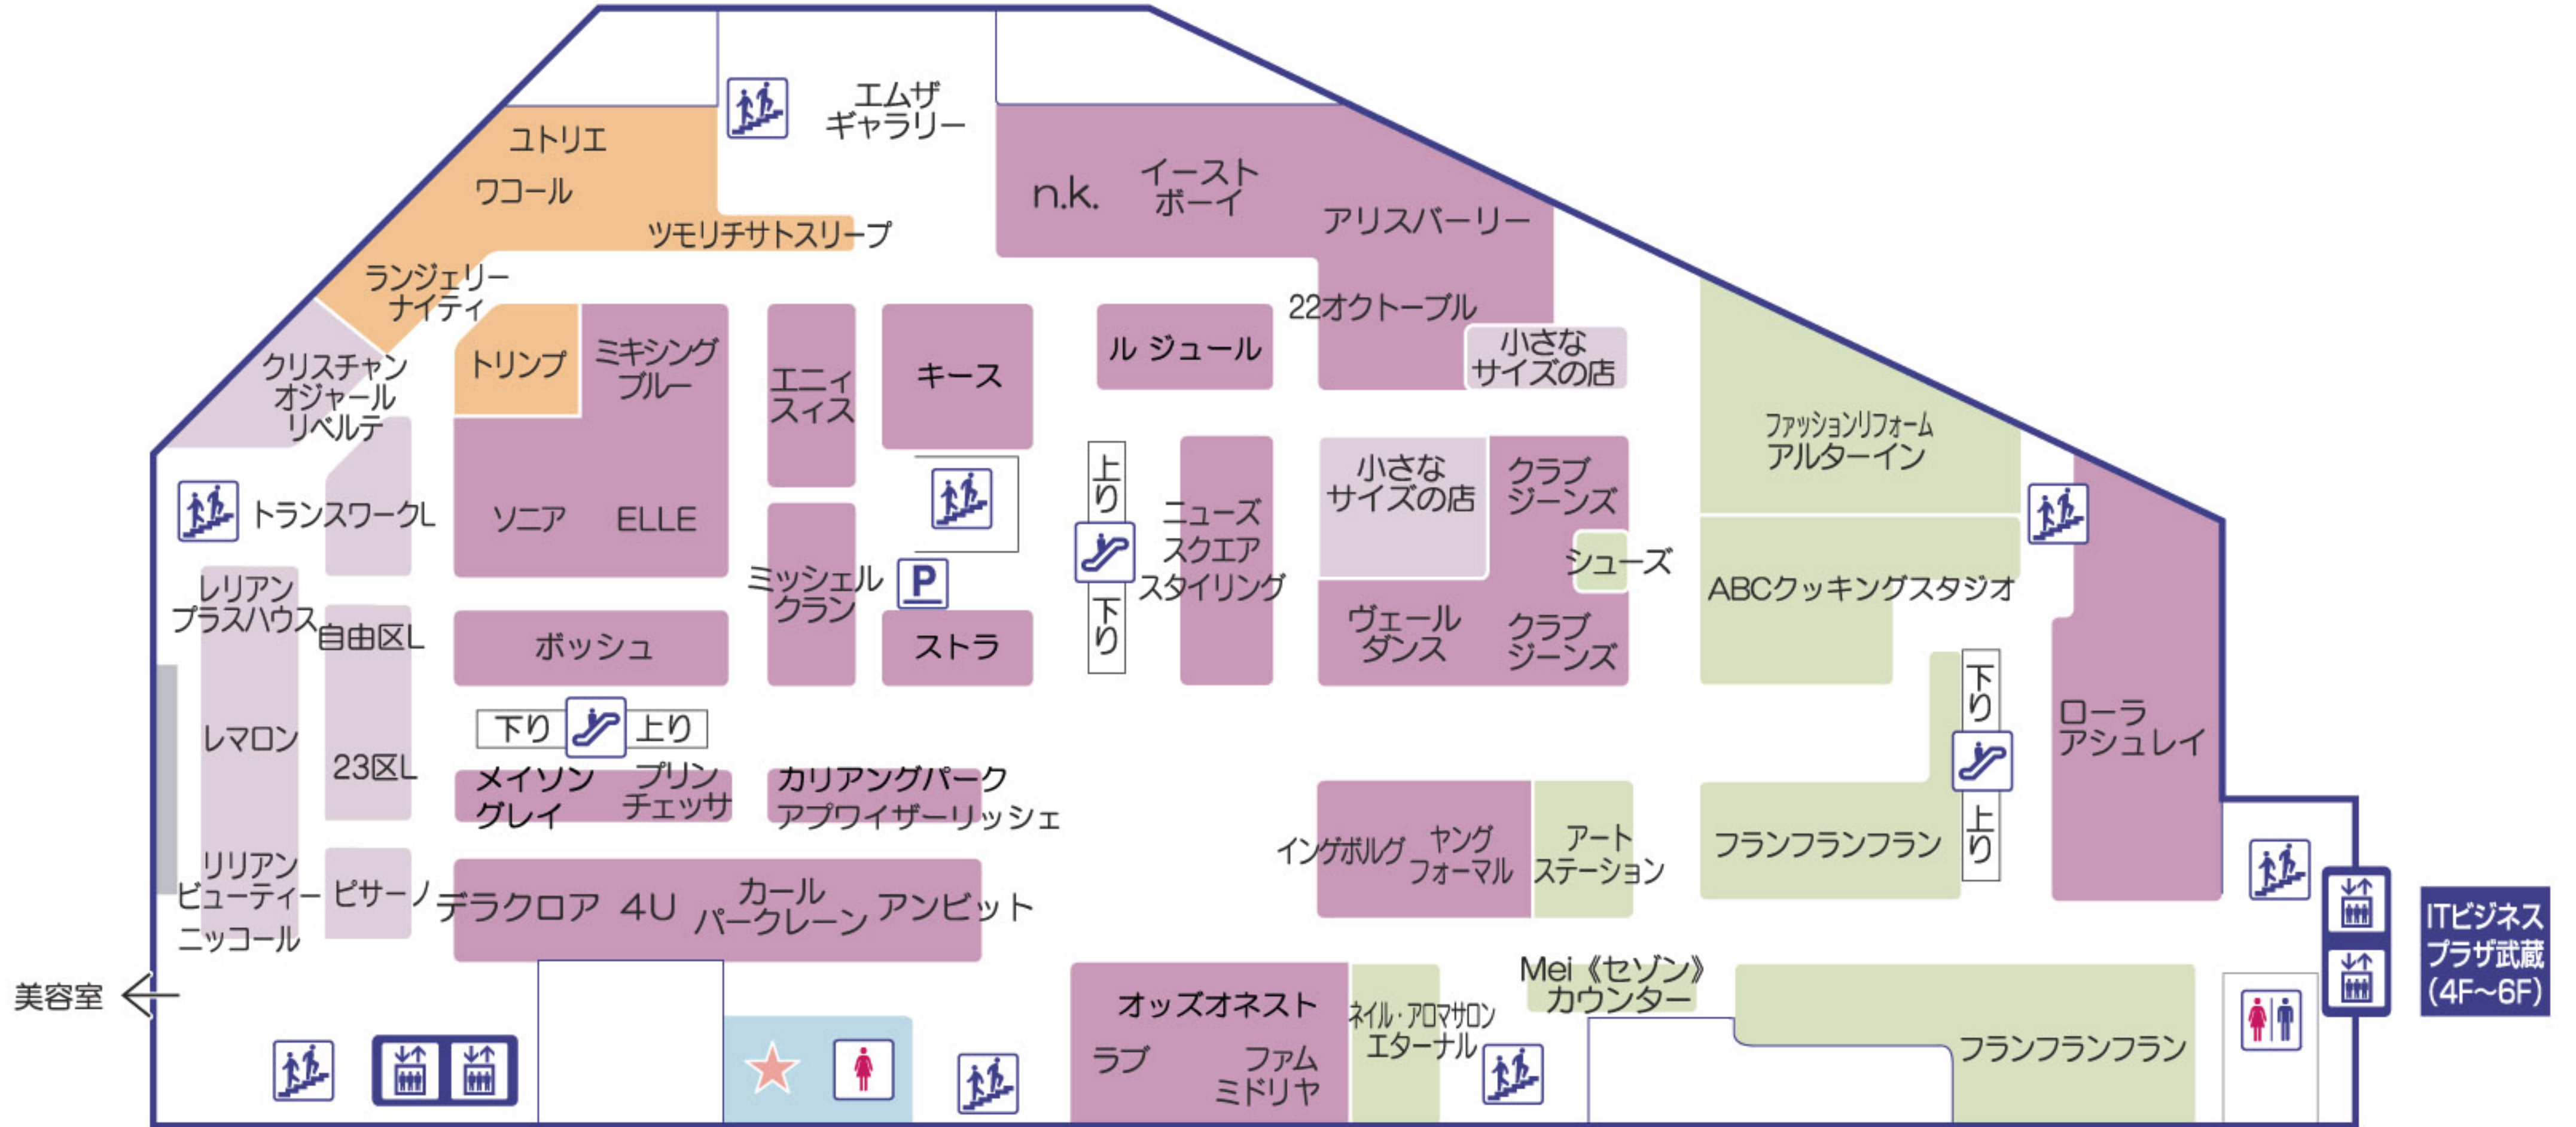 エムザ
ギャラリー
ユトリエ
ワコール
ツモリチサトスリープ
ランジェリー
ナイティ
n.k.
イースト
ボーイ
アリスバーリー
22オクトーブル
小さな
サイズの店
クリスチャン
オジャール
リベルテ
トリンプ
ミキシング
ブルー
エニィ
スィス
キース
ル ジュール
ファッションリフォーム
アルターイン
トランスワークL
ソニア
ELLE
上り
下り
ニューズ
スクエア
スタイリング
小さな
サイズの店
クラブ
ジーンズ
シューズ
ABCクッキングスタジオ
レリアン
プラスハウス
自由区L
ボッシュ
ミッシェル
クラン
P
ストラ
ヴェール
ダンス
クラブ
ジーンズ
下り
上り
ローラ
アシュレイ
レマロン
23区L
下り
上り
メイソン
グレイ
プリン
チェッサ
カリアングパーク
アプワイザーリッシェ
インゲボルグ
ヤング
フォーマル
アート
ステーション
フランフランフラン
リリアン
ビューティー
ニッコール
ピサーノ
デラクロア
4U
カール
パークレーン
アンビット
ITビジネス
プラザ武蔵
(4F〜6F)
美容室
オッズオネスト
ラブ
ファム
ミドリヤ
ネイル・アロマサロン
エターナル
Mei《セゾン》
カウンター
フランフランフラン